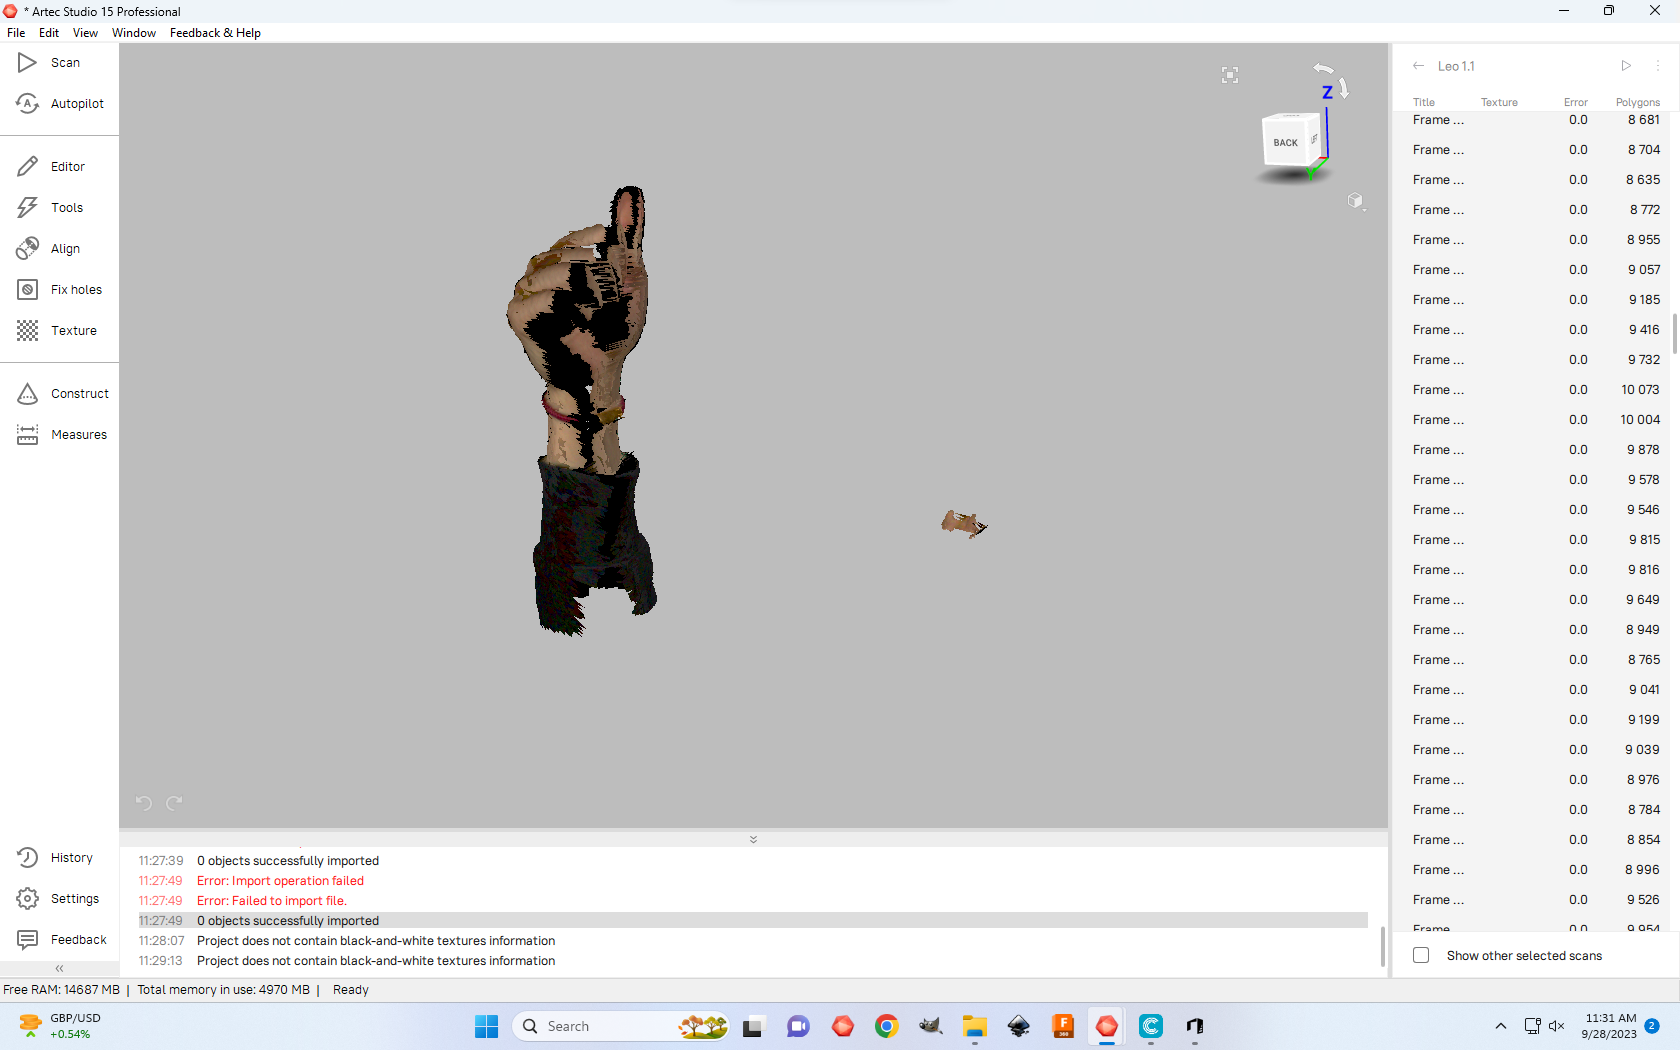 * Artec Studio 15 Professional
File Edit View Window Feedback & Help
Scan
Autopilot
Editor
Tools
Align
Fix holes
Texture
Construct
Measures
History
Settings
Feedback
Z
BACK
Y
Leo 1.1
Title Texture Error Polygons
Frame ... 0.0 8 681
Frame ... 0.0 8 704
Frame ... 0.0 8 635
Frame ... 0.0 8 772
Frame ... 0.0 8 955
Frame ... 0.0 9 057
Frame ... 0.0 9 185
Frame ... 0.0 9 416
Frame ... 0.0 9 732
Frame ... 0.0 10 073
Frame ... 0.0 10 004
Frame ... 0.0 9 878
Frame ... 0.0 9 578
Frame ... 0.0 9 546
Frame ... 0.0 9 815
Frame ... 0.0 9 816
Frame ... 0.0 9 649
Frame ... 0.0 8 949
Frame ... 0.0 8 765
Frame ... 0.0 9 041
Frame ... 0.0 9 199
Frame ... 0.0 9 039
Frame ... 0.0 8 976
Frame ... 0.0 8 784
Frame ... 0.0 8 854
Frame ... 0.0 8 996
Frame ... 0.0 9 526
Frame ... 0.0 9 954
Show other selected scans
11:27:39 0 objects successfully imported
11:27:49 Error: Import operation failed
11:27:49 Error: Failed to import file.
11:27:49 0 objects successfully imported
11:28:07 Project does not contain black-and-white textures information
11:29:13 Project does not contain black-and-white textures information
Free RAM: 14687 MB | Total memory in use: 4970 MB | Ready
GBP/USD
+0.54%
Search
11:31 AM
9/28/2023
2